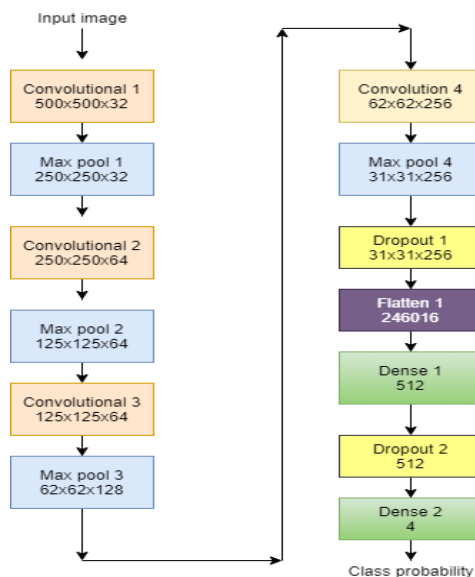 Input image
Convolutional 1
500x500x32
Max pool 1
250x250x32
Convolutional 2
250x250x64
Max pool 2
125x125x64
Convolutional 3
125x125x64
Max pool 3
62x62x128
Convolution 4
62x62x256
Max pool 4
31x31x256
Dropout 1
31x31x256
Flatten 1
246016
Dense 1
512
Dropout 2
512
Dense 2
4
Class probability